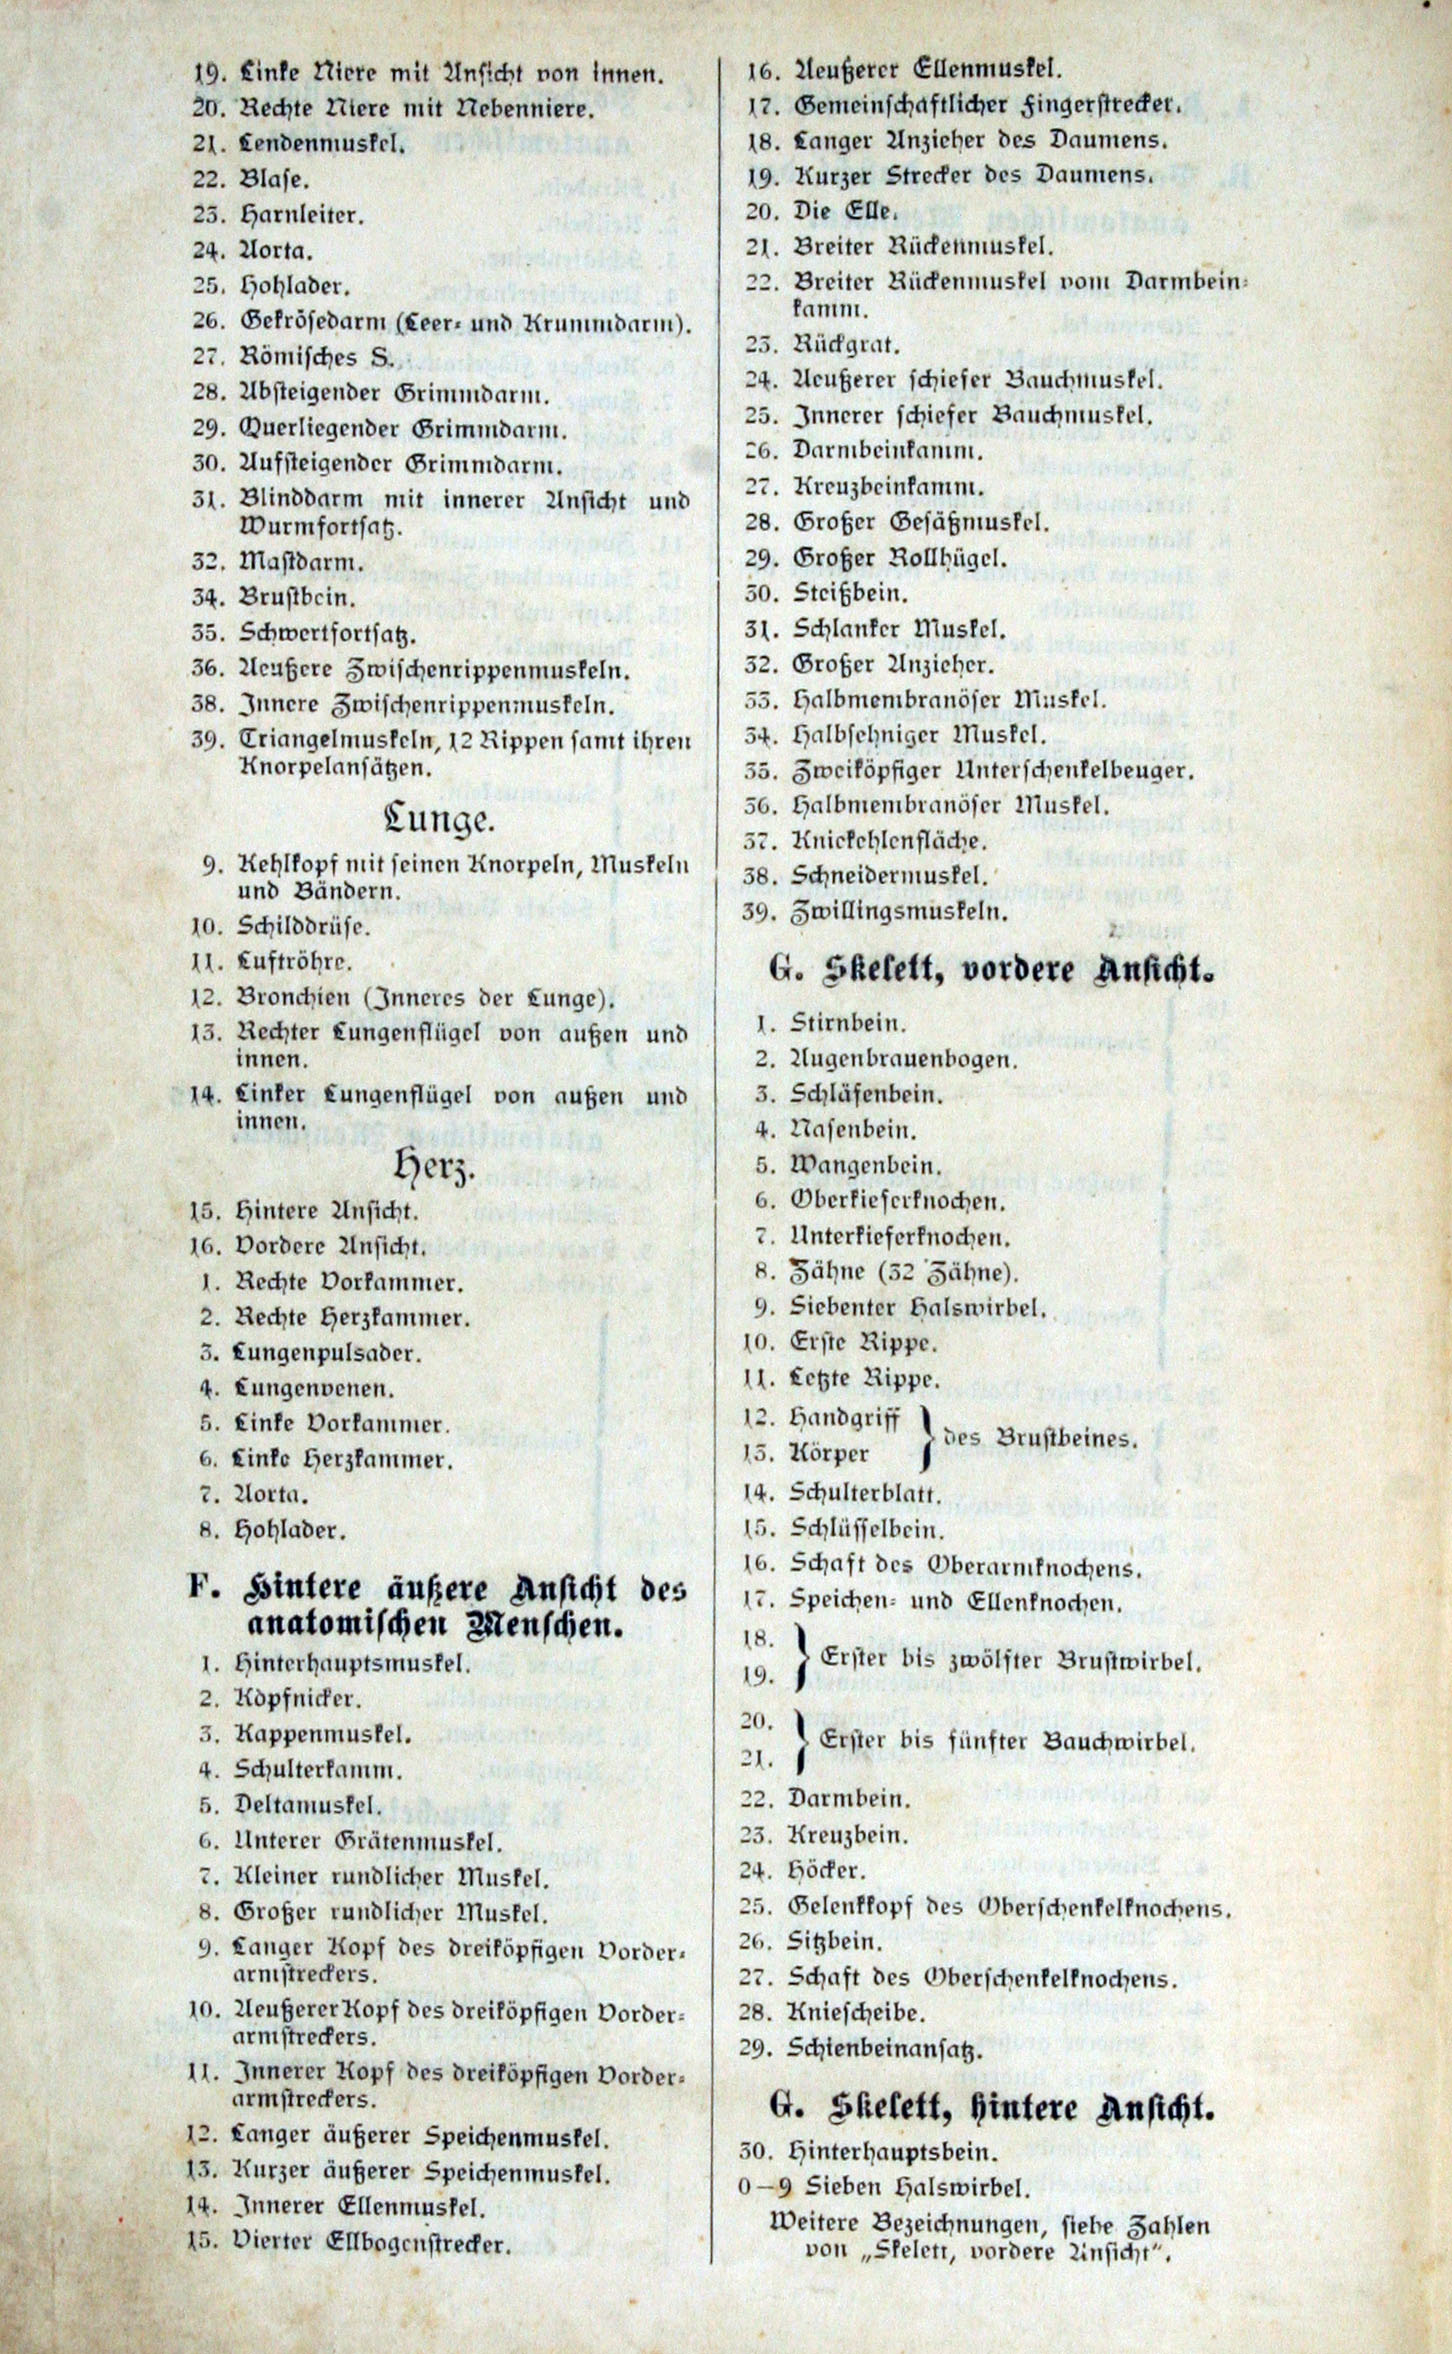 19. Linke Niere mit Ansicht von innen.
20. Rechte Niere mit Nebenniere.
21. Lendenmuskel.
22. Blase.
23. Harnleiter.
24. Aorta.
25. Hohlader.
26. Gekrösedarm (Leer- und Krummdarm).
27. Römisches S.
28. Absteigender Grimmdarm.
29. Querliegender Grimmdarm.
30. Aufsteigender Grimmdarm.
31. Blinddarm mit innerer Ansicht und
Wurmfortsatz.
32. Mastdarm.
34. Brustbein.
35. Schwertfortsatz.
36. Aeußere Zwischenrippenmuskeln.
38. Innere Zwischenrippenmuskeln.
39. Triangelmuskeln, 12 Rippen samt ihren
Knorpelansätzen.
Lunge.
9. Kehlkopf mit seinen Knorpeln, Muskeln
und Bändern.
10. Schilddrüse.
11. Luftröhre.
12. Bronchien (Inneres der Lunge).
13. Rechter Lungenflügel von außen und
innen.
14. Linker Lungenflügel von außen und
innen.
Herz.
15. Hintere Ansicht.
16. Vordere Ansicht.
1. Rechte Vorkammer.
2. Rechte Herzkammer.
3. Lungenpulsader.
4. Lungenvenen.
5. Linke Vorkammer.
6. Linke Herzkammer.
7. Aorta.
8. Hohlader.
F. Hintere äußere Ansicht des
anatomischen Menschen.
1. Hinterhauptsmuskel.
2. Kopfnicker.
3. Kappenmuskel.
4. Schulterkamm.
5. Deltamuskel.
6. Unterer Grätenmuskel.
7. Kleiner rundlicher Muskel.
8. Großer rundlicher Muskel.
9. Langer Kopf des dreiköpfigen Vorder-
armstreckers.
10. Aeußerer Kopf des dreiköpfigen Vorder-
armstreckers.
11. Innerer Kopf des dreiköpfigen Vorder-
armstreckers.
12. Langer äußerer Speichenmuskel.
13. Kurzer äußerer Speichenmuskel.
14. Innerer Ellenmuskel.
15. Vierter Ellbogenstrecker.
16. Aeußerer Ellenmuskel.
17. Gemeinschaftlicher Fingerstrecker.
18. Langer Anzieher des Daumens.
19. Kurzer Strecker des Daumens.
20. Die Elle.
21. Breiter Rückenmuskel.
22. Breiter Rückenmuskel vom Darmbein-
kamm.
23. Rückgrat.
24. Aeußerer schiefer Bauchmuskel.
25. Innerer schiefer Bauchmuskel.
26. Darmbeinkamm.
27. Kreuzbeinkamm.
28. Großer Gesäßmuskel.
29. Großer Rollhügel.
30. Steißbein.
31. Schlanker Muskel.
32. Großer Anzieher.
33. Halbmembranöser Muskel.
34. Halbsehniger Muskel.
35. Zweiköpfiger Unterschenkelbeuger.
36. Halbmembranöser Muskel.
37. Kniekehlenfläche.
38. Schneidermuskel.
39. Zwillingsmuskeln.
G. Skelett, vordere Ansicht.
1. Stirnbein.
2. Augenbrauenbogen.
3. Schläfenbein.
4. Nasenbein.
5. Wangenbein.
6. Oberkieferknochen.
7. Unterkieferknochen.
8. Zähne (32 Zähne).
9. Siebenter Halswirbel.
10. Erste Rippe.
11. Letzte Rippe.
12. Handgriff
13. Körper
} des Brustbeines.
14. Schulterblatt.
15. Schlüsselbein.
16. Schaft des Oberarmknochens.
17. Speichen- und Ellenknochen.
18.
19.
} Erster bis zwölfter Brustwirbel.
20.
21.
} Erster bis fünfter Bauchwirbel.
22. Darmbein.
23. Kreuzbein.
24. Höcker.
25. Gelenkkopf des Oberschenkelknochens.
26. Sitzbein.
27. Schaft des Oberschenkelknochens.
28. Kniescheibe.
29. Schienbeinansatz.
G. Skelett, hintere Ansicht.
30. Hinterhauptsbein.
0—9 Sieben Halswirbel.
Weitere Bezeichnungen, siehe Zahlen
von „Skelett, vordere Ansicht“.